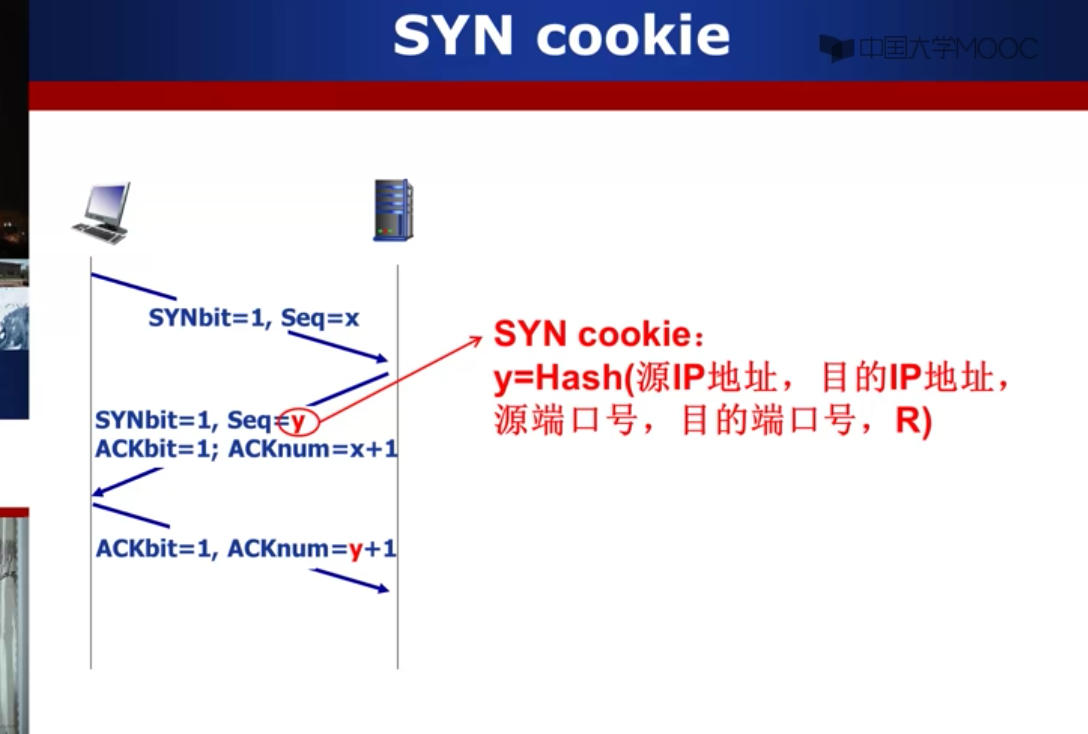 SYN cookie
中国大学MOOC
SYNbit=1, Seq=x
SYNbit=1, Seq=y
ACKbit=1; ACKnum=x+1
ACKbit=1, ACKnum=y+1
SYN cookie：
y=Hash(源IP地址，目的IP地址，
源端口号，目的端口号，R)